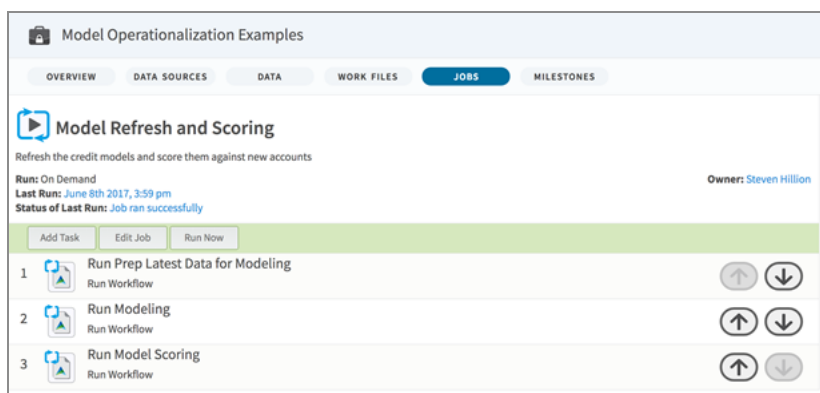 Model Operationalization Examples
OVERVIEW DATA SOURCES DATA WORK FILES JOBS MILESTONES
Model Refresh and Scoring
Refresh the credit models and score them against new accounts
Run: On Demand Owner: Steven Hillion
Last Run: June 8th 2017, 3:59 pm
Status of Last Run: Job ran successfully
Add Task Edit Job Run Now
1 Run Prep Latest Data for Modeling
Run Workflow
2 Run Modeling
Run Workflow
3 Run Model Scoring
Run Workflow